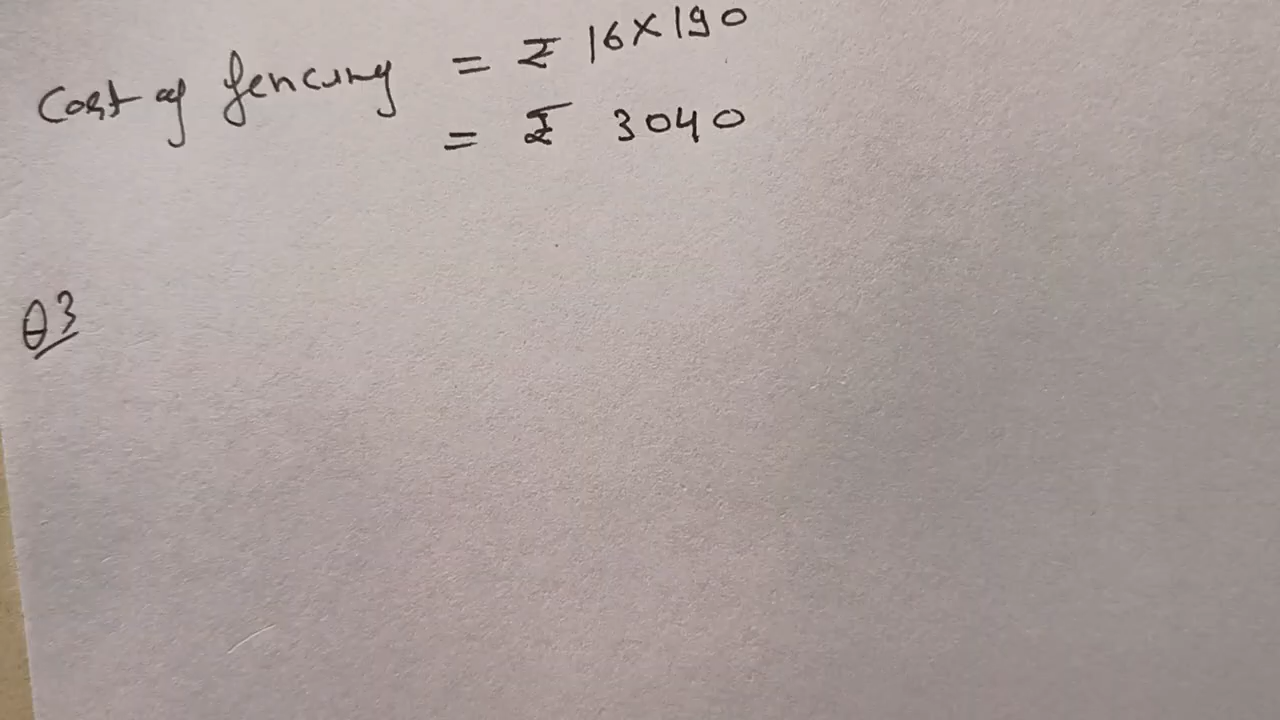 Cost of fencing = ₹ 16×190
= ₹ 3040
Q3